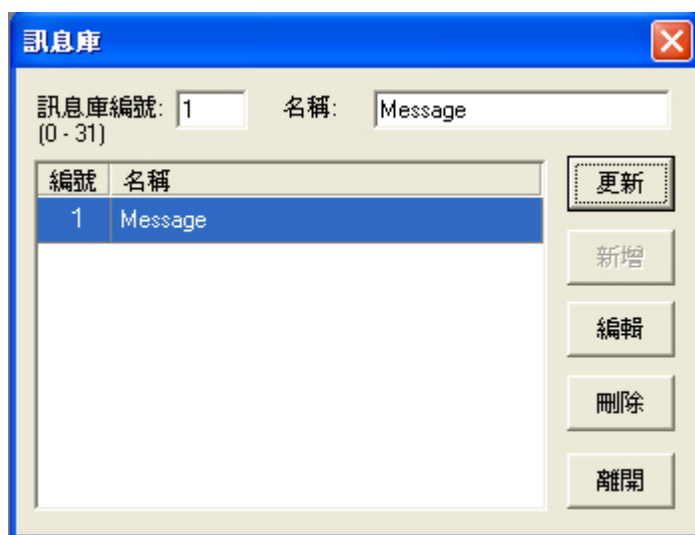 訊息庫
訊息庫編號: 1 名稱: Message
(0 - 31)
編號 名稱
1 Message
更新
新增
編輯
刪除
離開